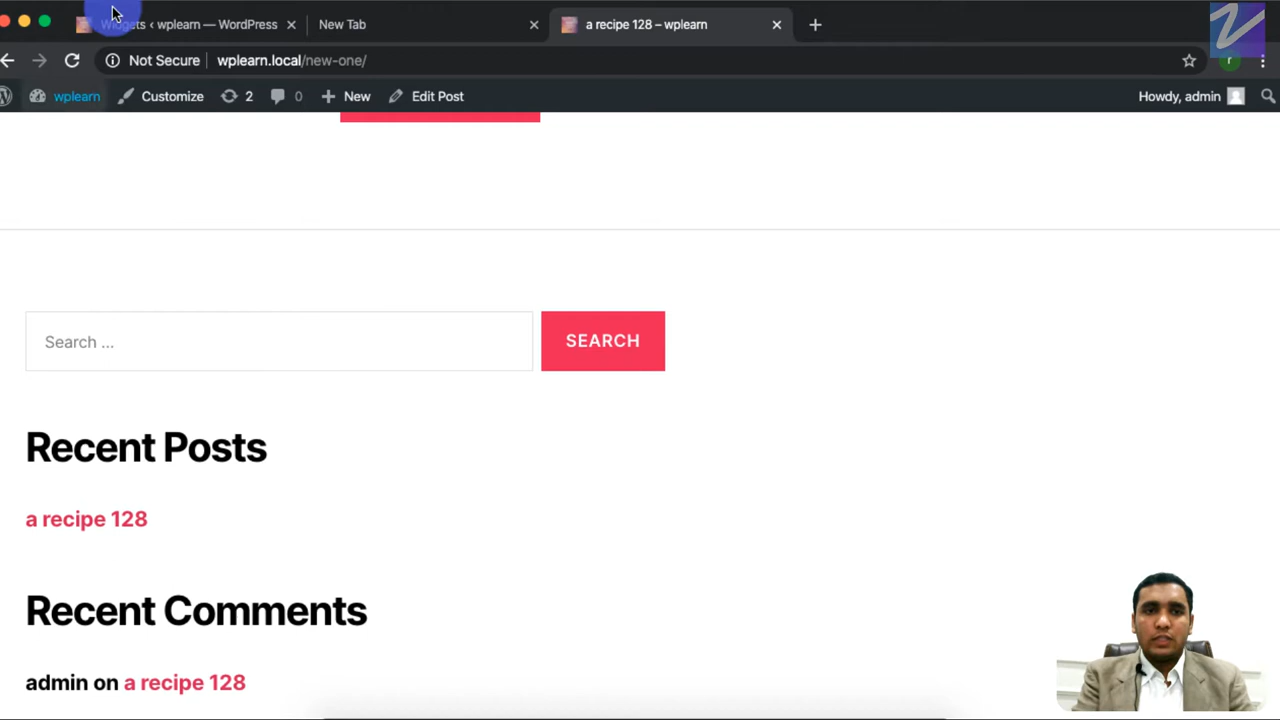 Widgets ‹ wplearn — WordPress
New Tab
a recipe 128 – wplearn
Not Secure
wplearn.local/new-one/
r
wplearn
Customize
2
0
New
Edit Post
Howdy, admin
Search ...
SEARCH
Recent Posts
a recipe 128
Recent Comments
admin on a recipe 128